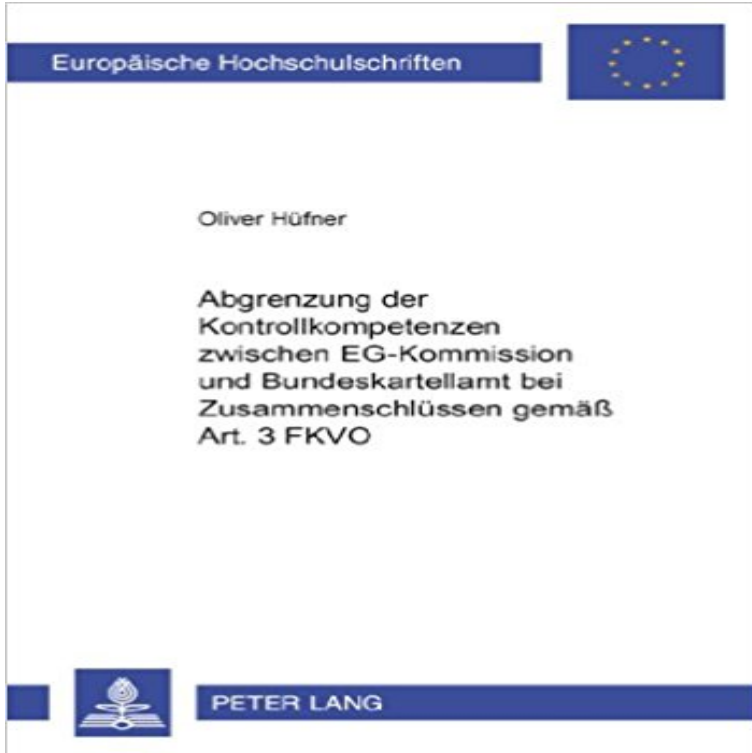 Europäische Hochschulschriften
Oliver Hüfner
Abgrenzung der
Kontrollkompetenzen
zwischen EG-Kommission
und Bundeskartellamt bei
Zusammenschlüssen gemäß
Art. 3 FKVO
PETER LANG